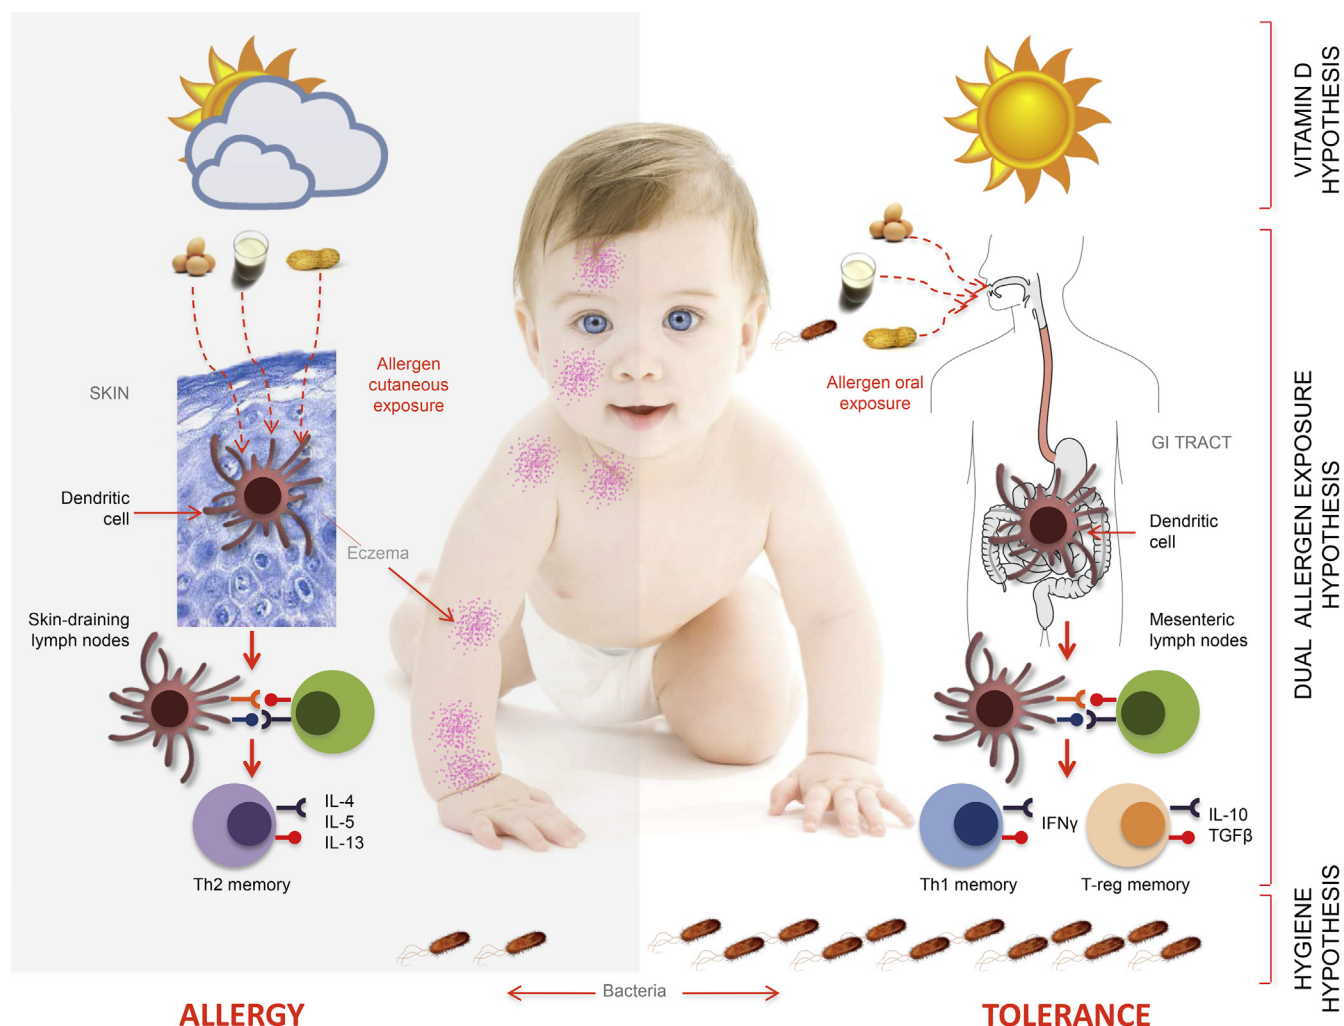 VITAMIN D
HYPOTHESIS
SKIN
Allergen
cutaneous
exposure
Dendritic
cell
Eczema
Skin-draining
lymph nodes
IL-4
IL-5
IL-13
Th2 memory
Allergen oral
exposure
GI TRACT
Dendritic
cell
Mesenteric
lymph nodes
IFNγ
IL-10
TGFβ
Th1 memory
T-reg memory
DUAL ALLERGEN EXPOSURE
HYPOTHESIS
HYGIENE
HYPOTHESIS
Bacteria
ALLERGY
TOLERANCE